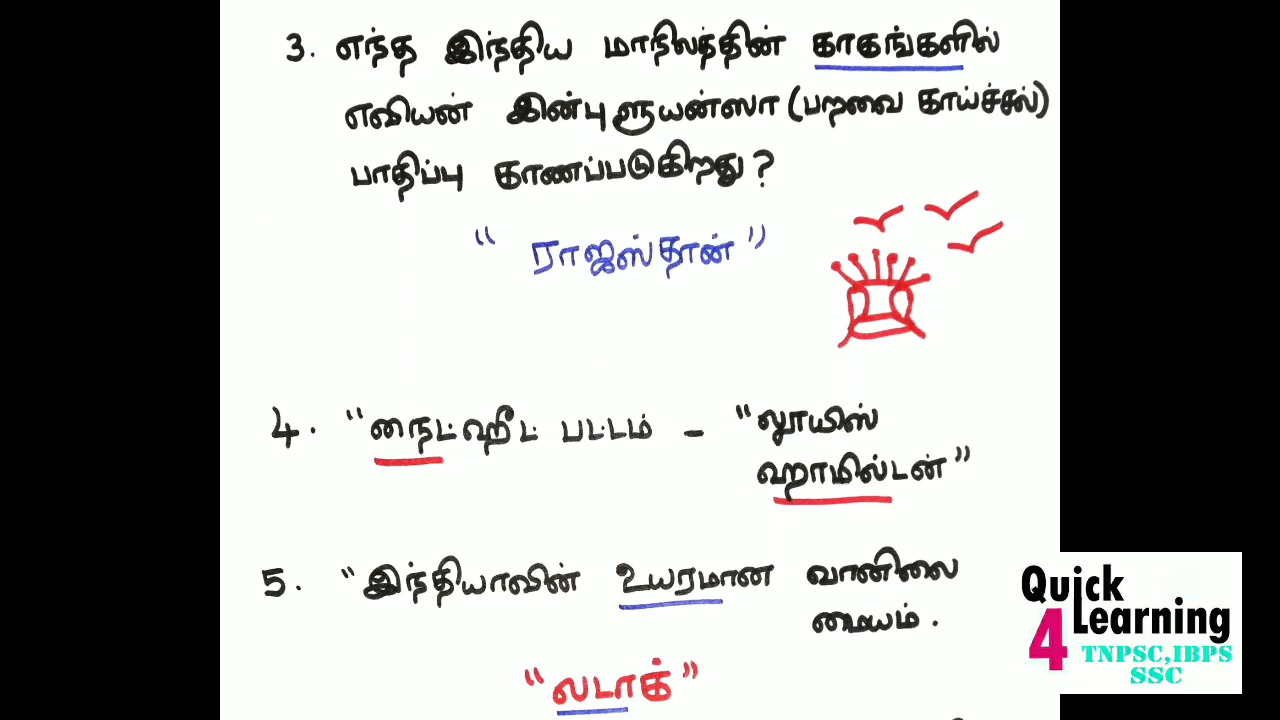 3. எந்த இந்திய மாநிலத்தின் காகங்களில்
எவியன் இன்புளுயன்ஸா (பறவை காய்ச்சல்)
பாதிப்பு காணப்படுகிறது?
“ ராஜஸ்தான் ”
4. “நைட்ஹீட் பட்டம் - “லூயிஸ்
ஹாமில்டன்”
5. “இந்தியாவின் உயரமான வானிலை
மையம்.
“லடாக்”
Quick
4 Learning
TNPSC,IBPS
SSC